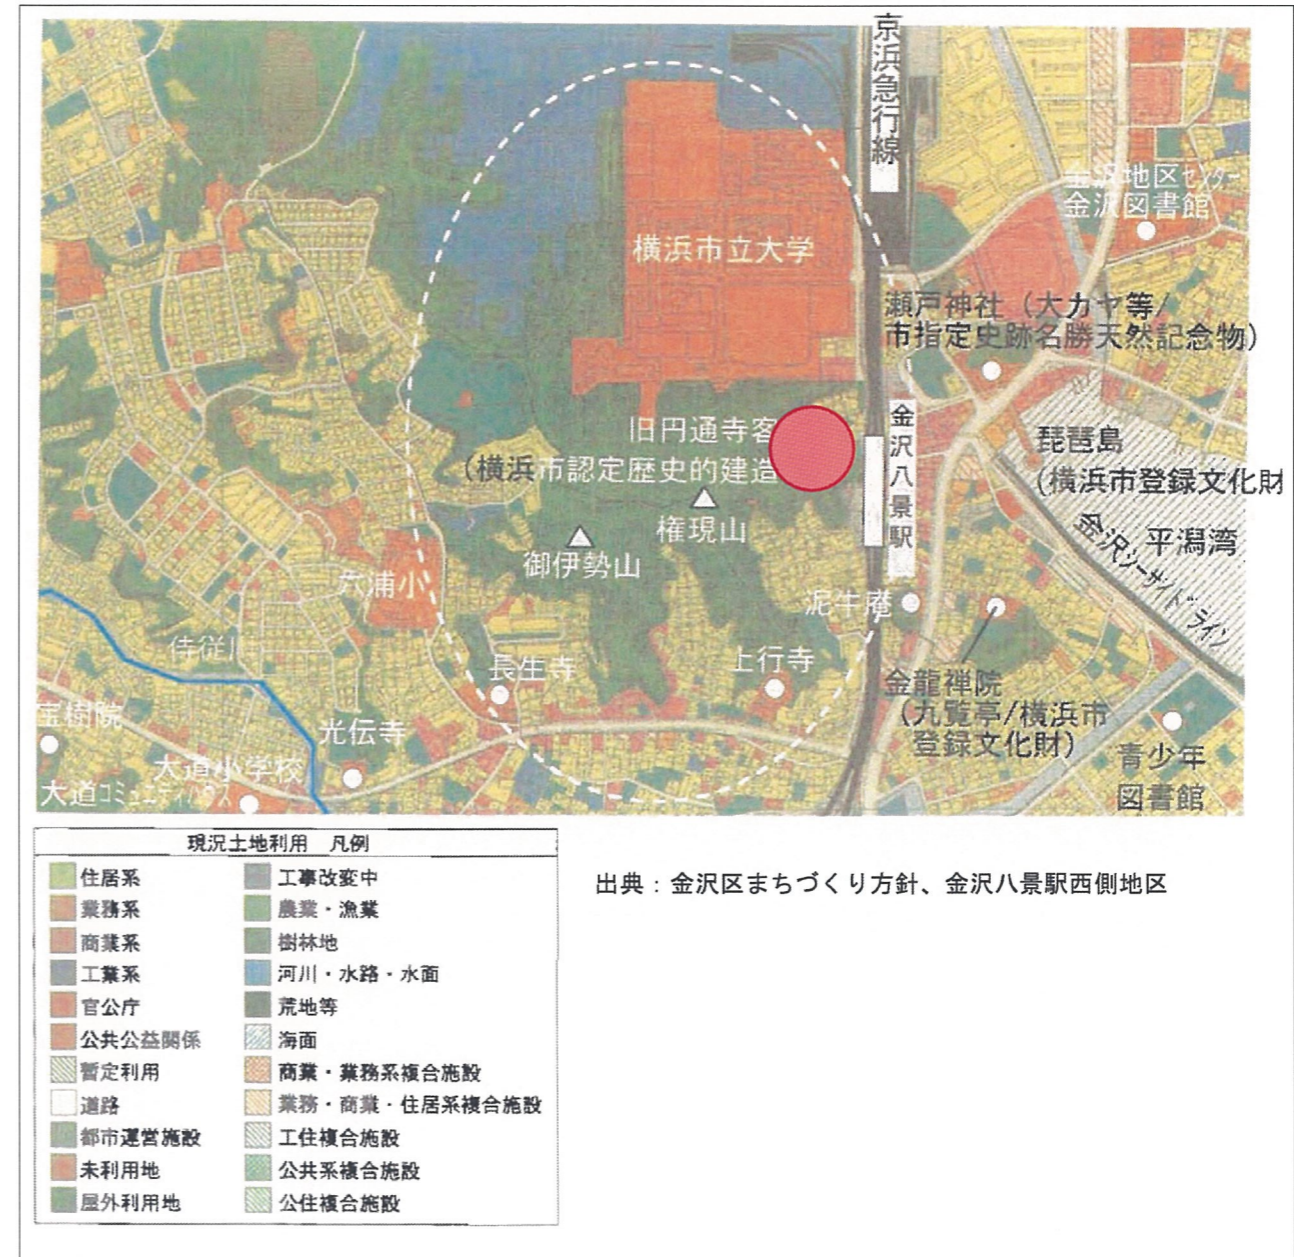 京浜急行線
金沢地区センター
金沢図書館
横浜市立大学
瀬戸神社（大カヤ等/
市指定史跡名勝天然記念物）
旧円通寺客
（横浜市認定歴史的建造
金沢八景駅
琵琶島
（横浜市登録文化財
権現山
御伊勢山
平潟湾
金沢シーサイドライン
六浦小
泥牛庵
侍従川
長生寺
上行寺
金龍禅院
（九覧亭/横浜市
登録文化財）
宝樹院
光伝寺
青少年
図書館
大道小学校
大道コミュニティハウス
現況土地利用 凡例
住居系
業務系
商業系
工業系
官公庁
公共公益関係
暫定利用
道路
都市運営施設
未利用地
屋外利用地
工事改変中
農業・漁業
樹林地
河川・水路・水面
荒地等
海面
商業・業務系複合施設
業務・商業・住居系複合施設
工住複合施設
公共系複合施設
公住複合施設
出典：金沢区まちづくり方針、金沢八景駅西側地区